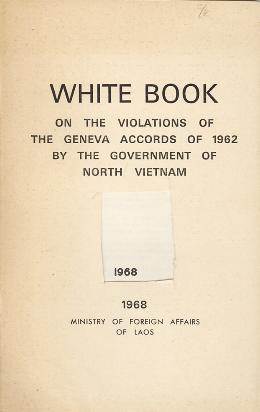 WHITE BOOK
ON THE VIOLATIONS OF
THE GENEVA ACCORDS OF 1962
BY THE GOVERNMENT OF
NORTH VIETNAM
1968
1968
MINISTRY OF FOREIGN AFFAIRS
OF LAOS